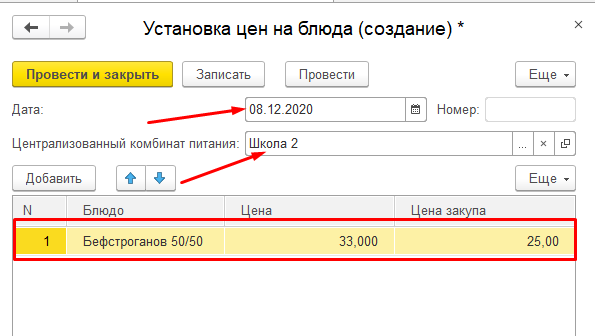 Установка цен на блюда (создание) *
Провести и закрыть Записать Провести Еще
Дата: 08.12.2020 Номер:
Централизованный комбинат питания: Школа 2 ...
Добавить Еще
N Блюдо Цена Цена закупа
1 Бефстроганов 50/50 33,000 25,00